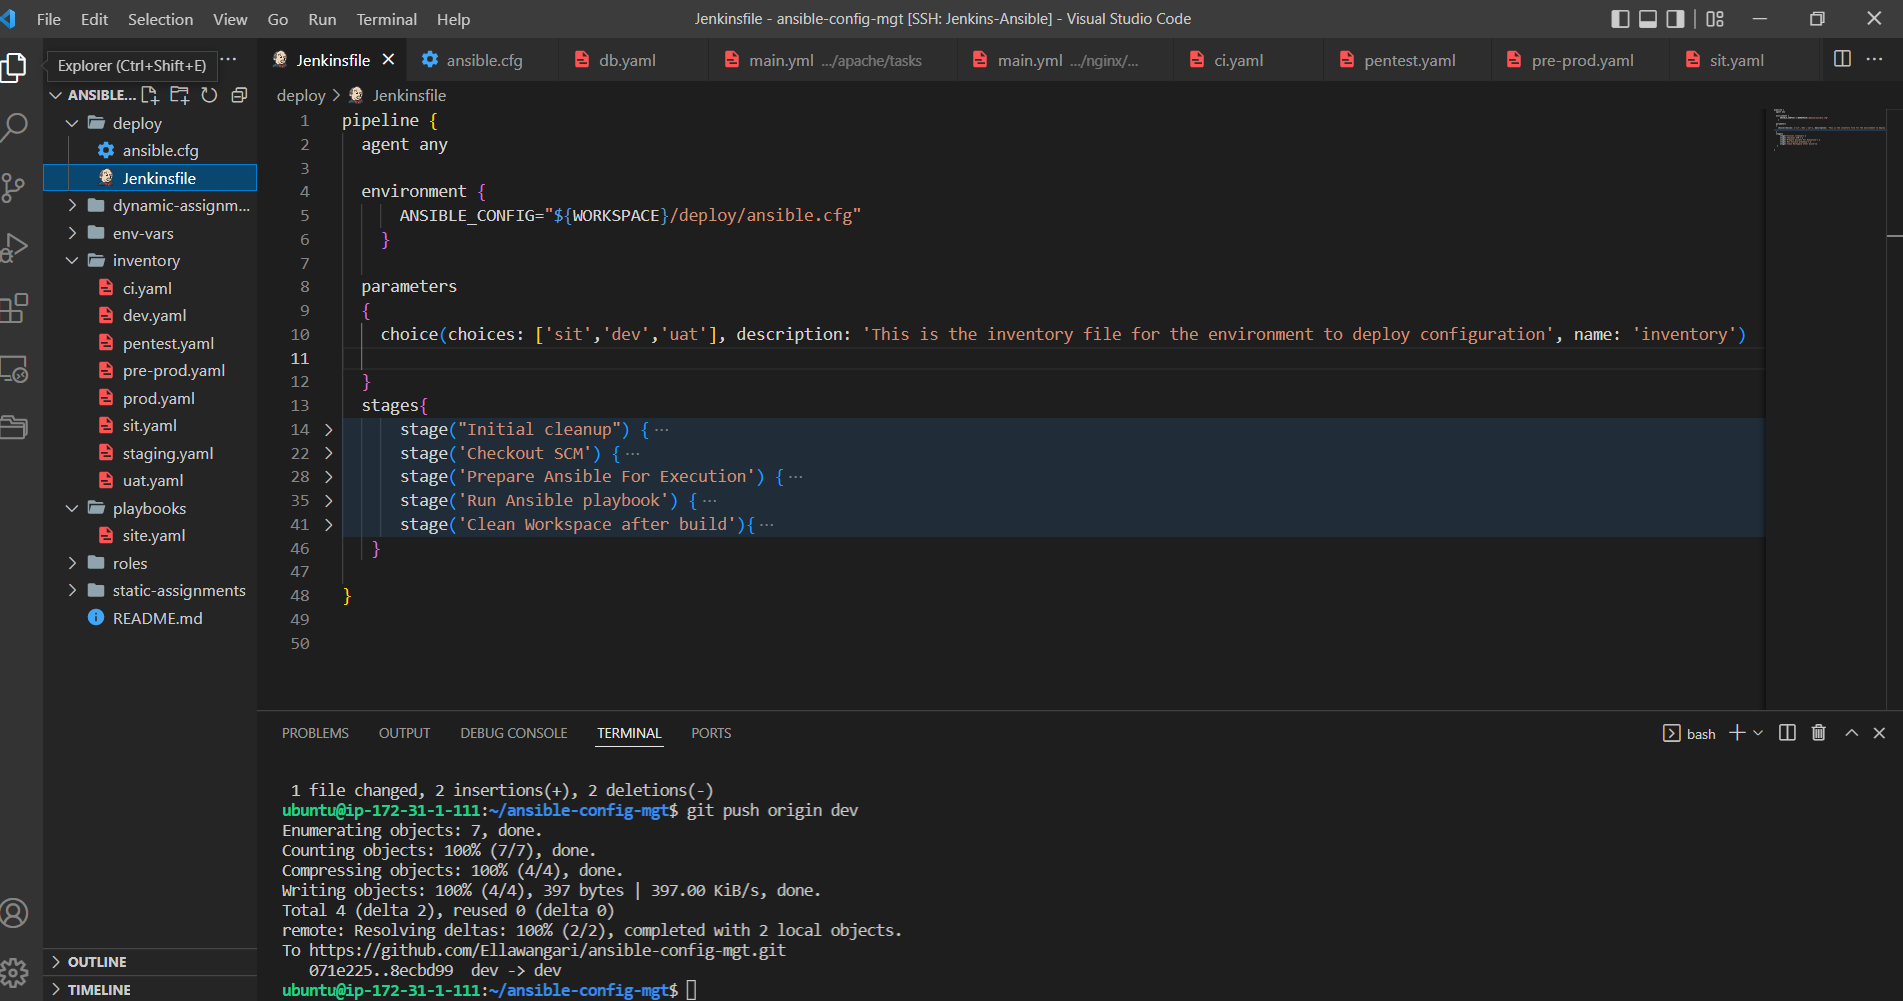 File Edit Selection View Go Run Terminal Help
Jenkinsfile - ansible-config-mgt [SSH: Jenkins-Ansible] - Visual Studio Code
Explorer (Ctrl+Shift+E)
ANSIBLE...
deploy
ansible.cfg
Jenkinsfile
dynamic-assignm...
env-vars
inventory
ci.yaml
dev.yaml
pentest.yaml
pre-prod.yaml
prod.yaml
sit.yaml
staging.yaml
uat.yaml
playbooks
site.yaml
roles
static-assignments
README.md
OUTLINE
TIMELINE
Jenkinsfile ansible.cfg db.yaml main.yml .../apache/tasks main.yml .../nginx/... ci.yaml pentest.yaml pre-prod.yaml sit.yaml
deploy > Jenkinsfile
1 pipeline {
2 agent any
3
4 environment {
5 ANSIBLE_CONFIG="${WORKSPACE}/deploy/ansible.cfg"
6 }
7
8 parameters
9 {
10 choice(choices: ['sit','dev','uat'], description: 'This is the inventory file for the environment to deploy configuration', name: 'inventory')
11
12 }
13 stages{
14 stage("Initial cleanup") { ...
22 stage('Checkout SCM') { ...
28 stage('Prepare Ansible For Execution') { ...
35 stage('Run Ansible playbook') { ...
41 stage('Clean Workspace after build'){ ...
46 }
47
48 }
49
50
PROBLEMS OUTPUT DEBUG CONSOLE TERMINAL PORTS
bash
1 file changed, 2 insertions(+), 2 deletions(-)
ubuntu@ip-172-31-1-111:~/ansible-config-mgt$ git push origin dev
Enumerating objects: 7, done.
Counting objects: 100% (7/7), done.
Compressing objects: 100% (4/4), done.
Writing objects: 100% (4/4), 397 bytes | 397.00 KiB/s, done.
Total 4 (delta 2), reused 0 (delta 0)
remote: Resolving deltas: 100% (2/2), completed with 2 local objects.
To https://github.com/Ellawangari/ansible-config-mgt.git
071e225..8ecbd99 dev -> dev
ubuntu@ip-172-31-1-111:~/ansible-config-mgt$